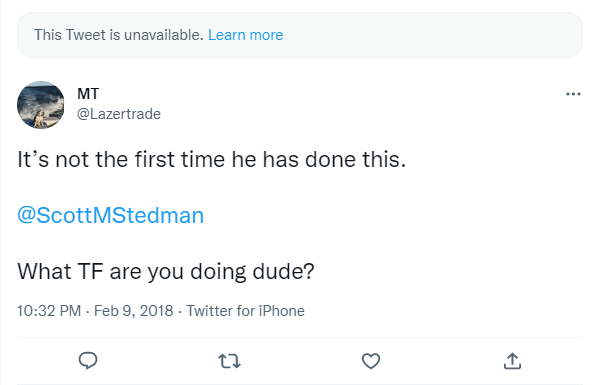 This Tweet is unavailable. Learn more
MT
@Lazertrade
It’s not the first time he has done this.
@ScottMStedman
What TF are you doing dude?
10:32 PM · Feb 9, 2018 · Twitter for iPhone